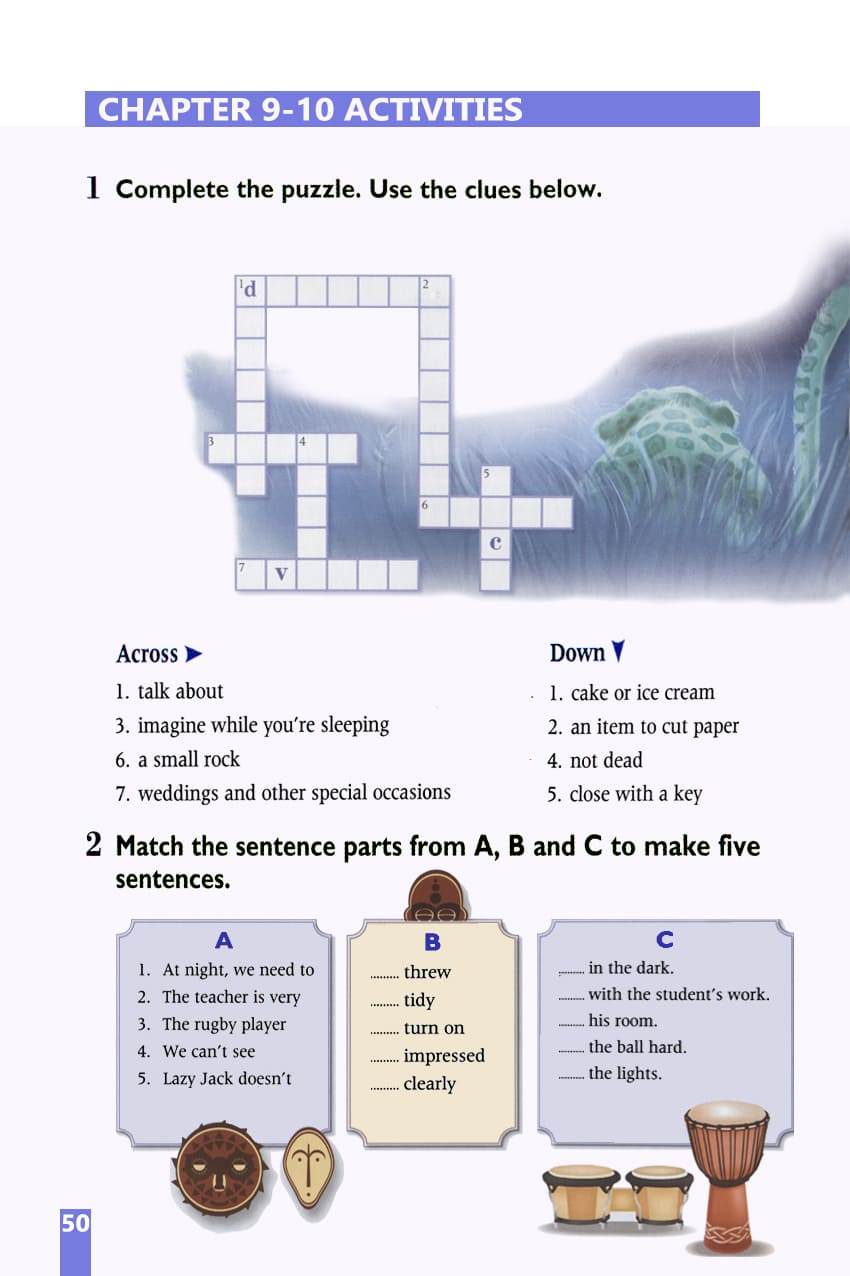 CHAPTER 9-10 ACTIVITIES
1 Complete the puzzle. Use the clues below.
1d 2
3 4
5
6
c
7 v
Across
1. talk about
3. imagine while you're sleeping
6. a small rock
7. weddings and other special occasions
Down
1. cake or ice cream
2. an item to cut paper
4. not dead
5. close with a key
2 Match the sentence parts from A, B and C to make five
sentences.
A
1. At night, we need to
2. The teacher is very
3. The rugby player
4. We can't see
5. Lazy Jack doesn't
B
......... threw
......... tidy
......... turn on
......... impressed
......... clearly
C
......... in the dark.
......... with the student's work.
......... his room.
......... the ball hard.
......... the lights.
50